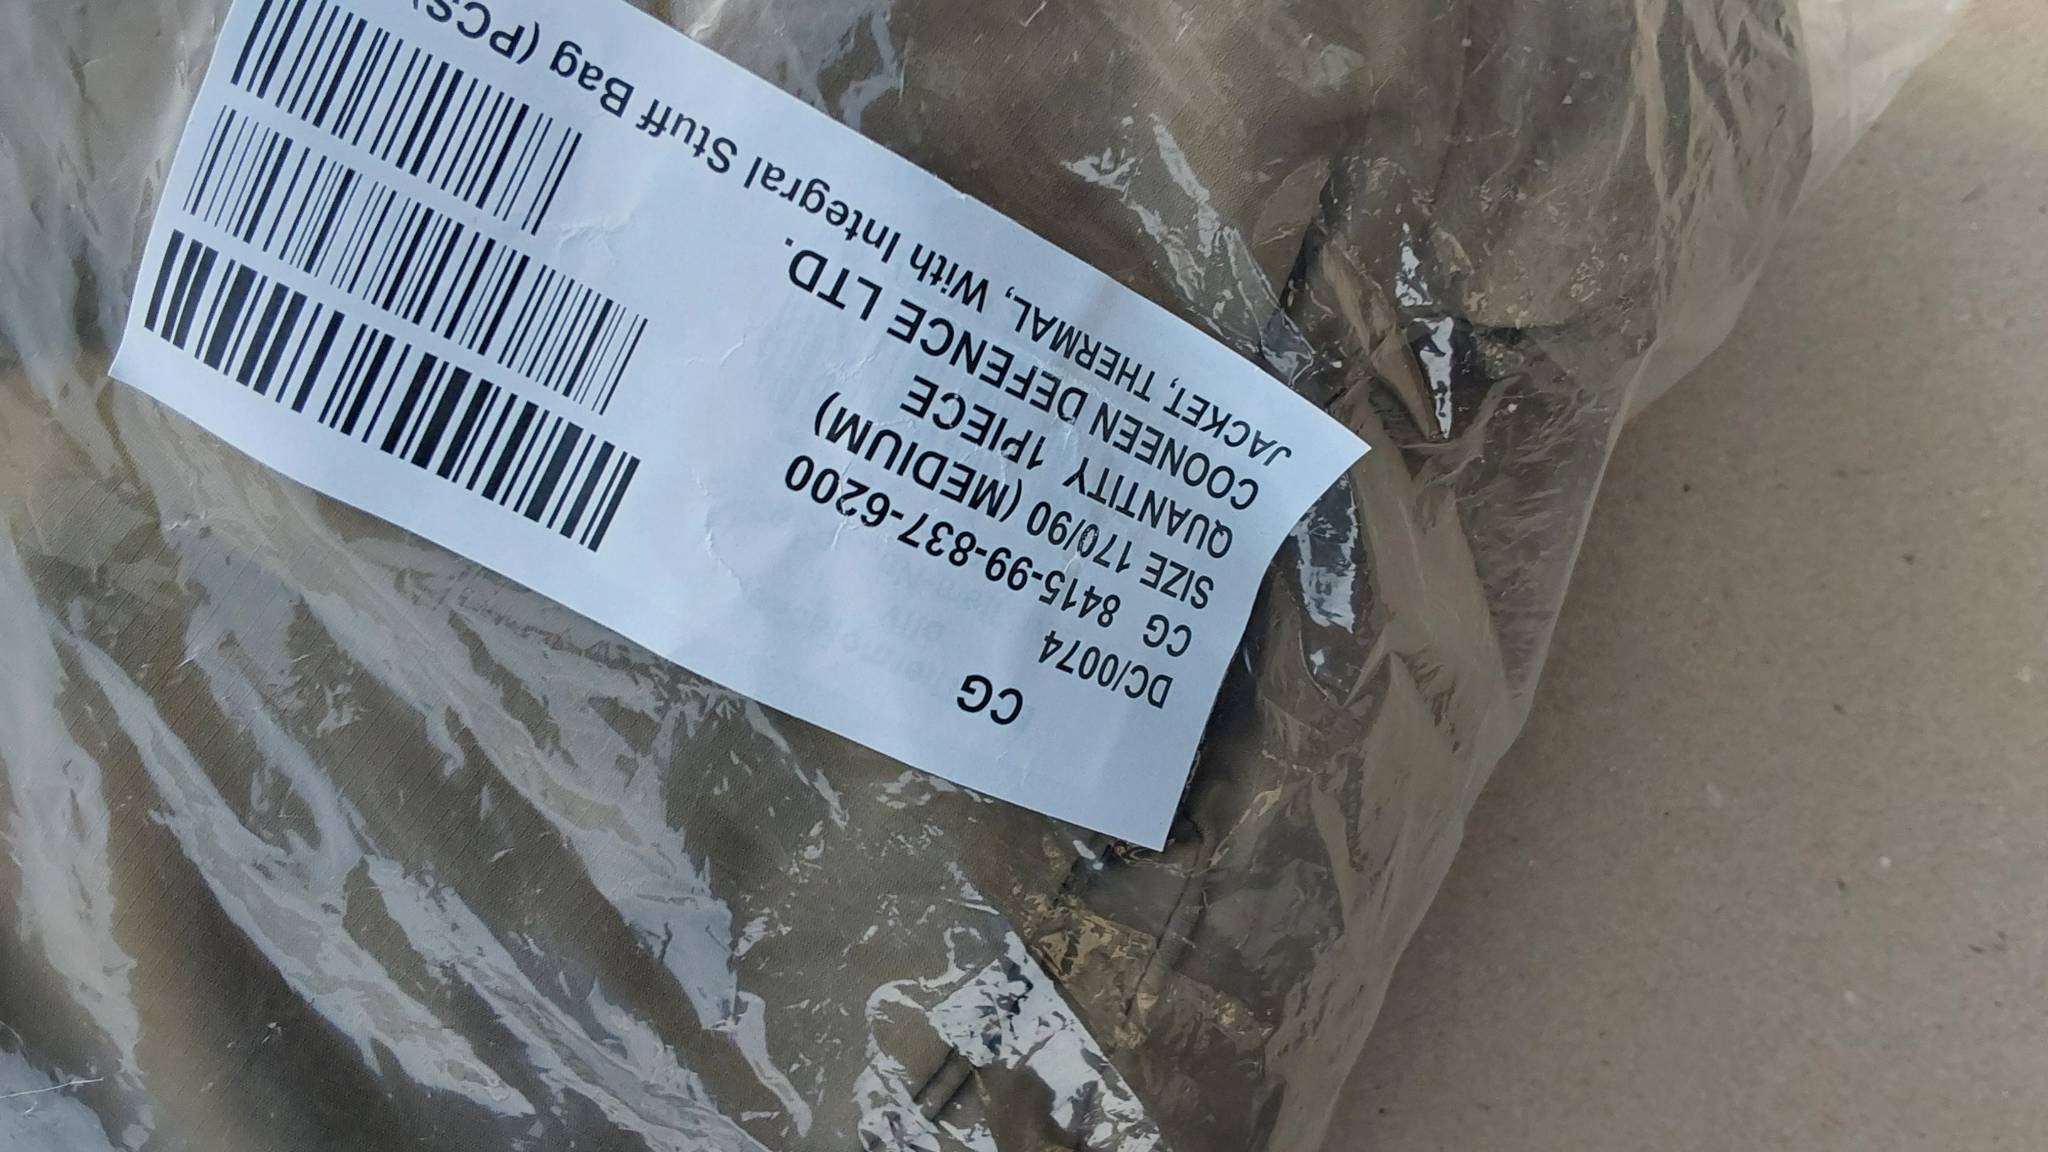 CG
DC/0074
CG 8415-99-837-6200
SIZE 170/90 (MEDIUM)
QUANTITY 1PIECE
COONEEN DEFENCE LTD.
JACKET, THERMAL, With Integral Stuff Bag (PCS)